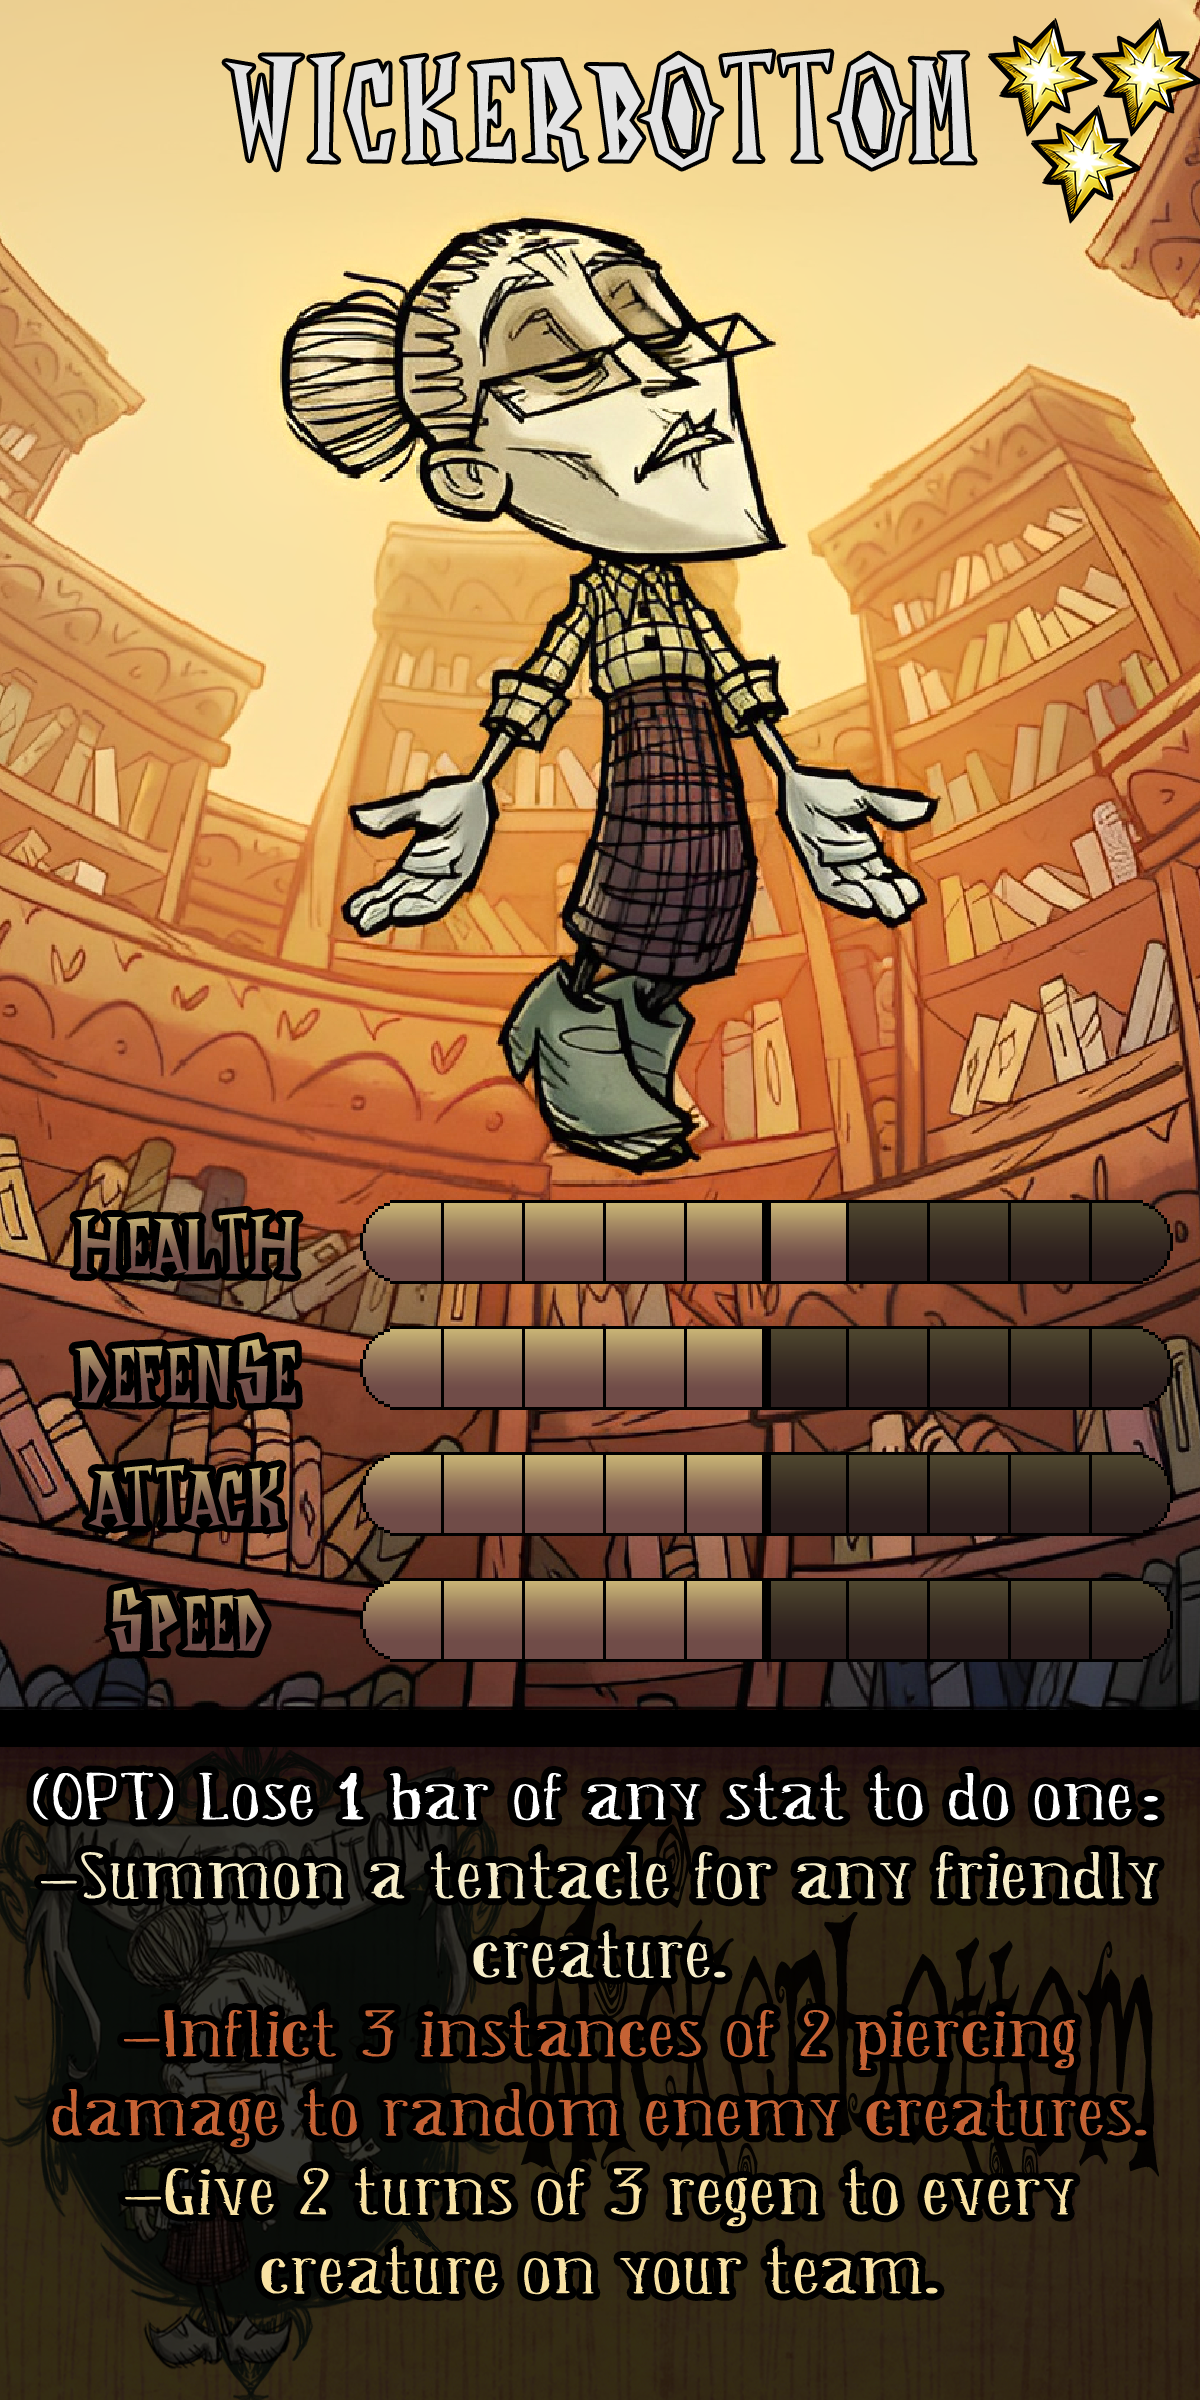 WICKERBOTTOM
HEALTH
DEFENSE
ATTACK
SPEED
(OPT) Lose 1 bar of any stat to do one:
–Summon a tentacle for any friendly
creature.
–Inflict 3 instances of 2 piercing
damage to random enemy creatures.
–Give 2 turns of 3 regen to every
creature on your team.
Wickerbottom